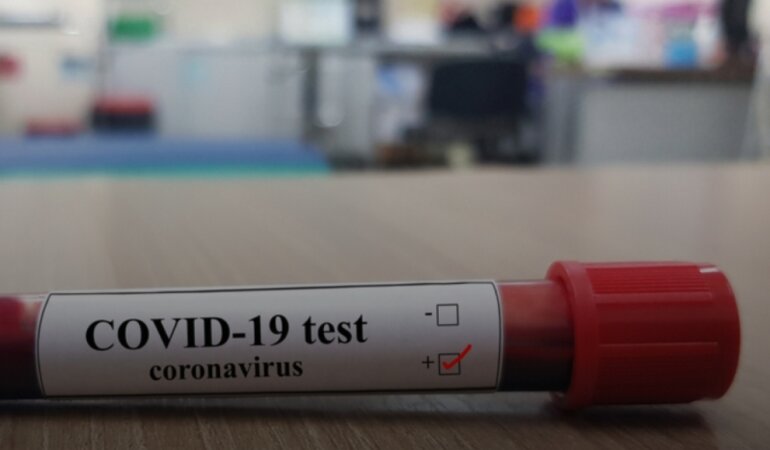 COVID-19 test
coronavirus
-
+